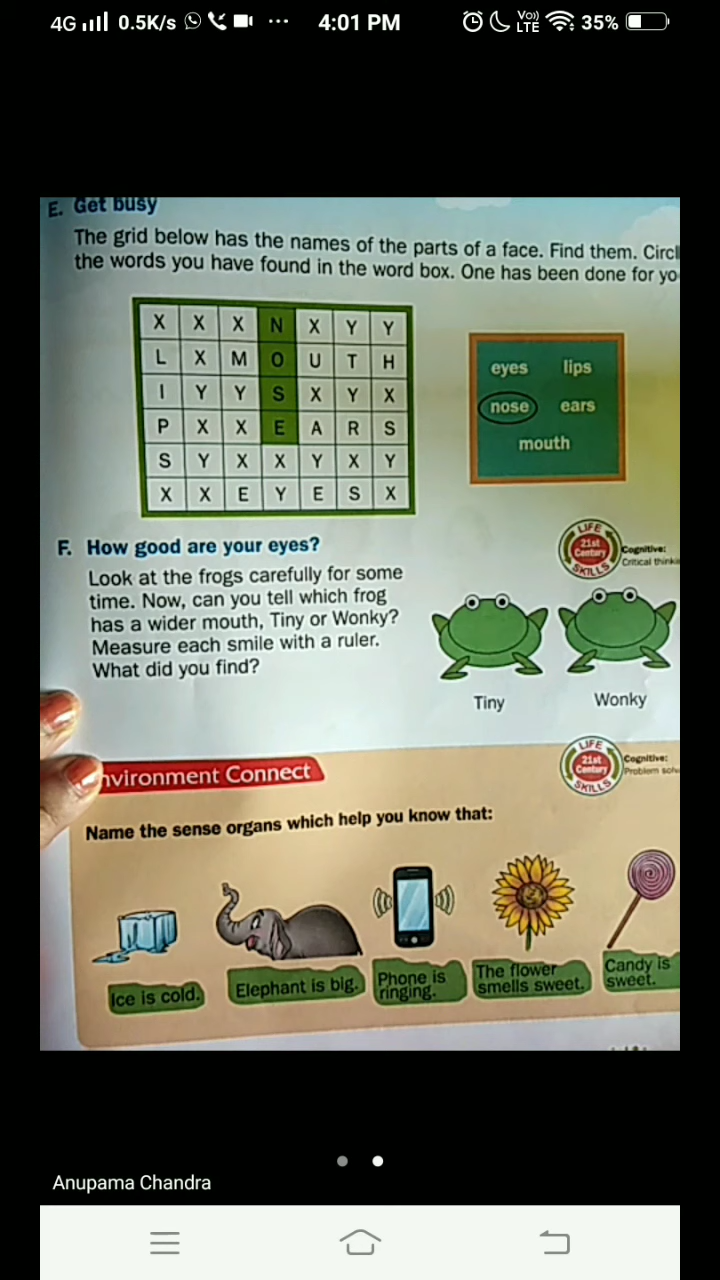 4G 0.5K/s ... 4:01 PM Vo) LTE 35%
E. Get busy
The grid below has the names of the parts of a face. Find them. Circl
the words you have found in the word box. One has been done for yo
X X X N X Y Y
L X M O U T H
I Y Y S X Y X
P X X E A R S
S Y X X Y X Y
X X E Y E S X
eyes lips
nose ears
mouth
F. How good are your eyes?
Look at the frogs carefully for some
time. Now, can you tell which frog
has a wider mouth, Tiny or Wonky?
Measure each smile with a ruler.
What did you find?
LIFE
21st
Century
SKILLS
Cognitive:
Critical thinki
Tiny Wonky
nvironment Connect
LIFE
21st
Century
SKILLS
Cognitive:
Problem solv
Name the sense organs which help you know that:
Ice is cold.
Elephant is big.
Phone is
ringing.
The flower
smells sweet.
Candy is
sweet.
Anupama Chandra